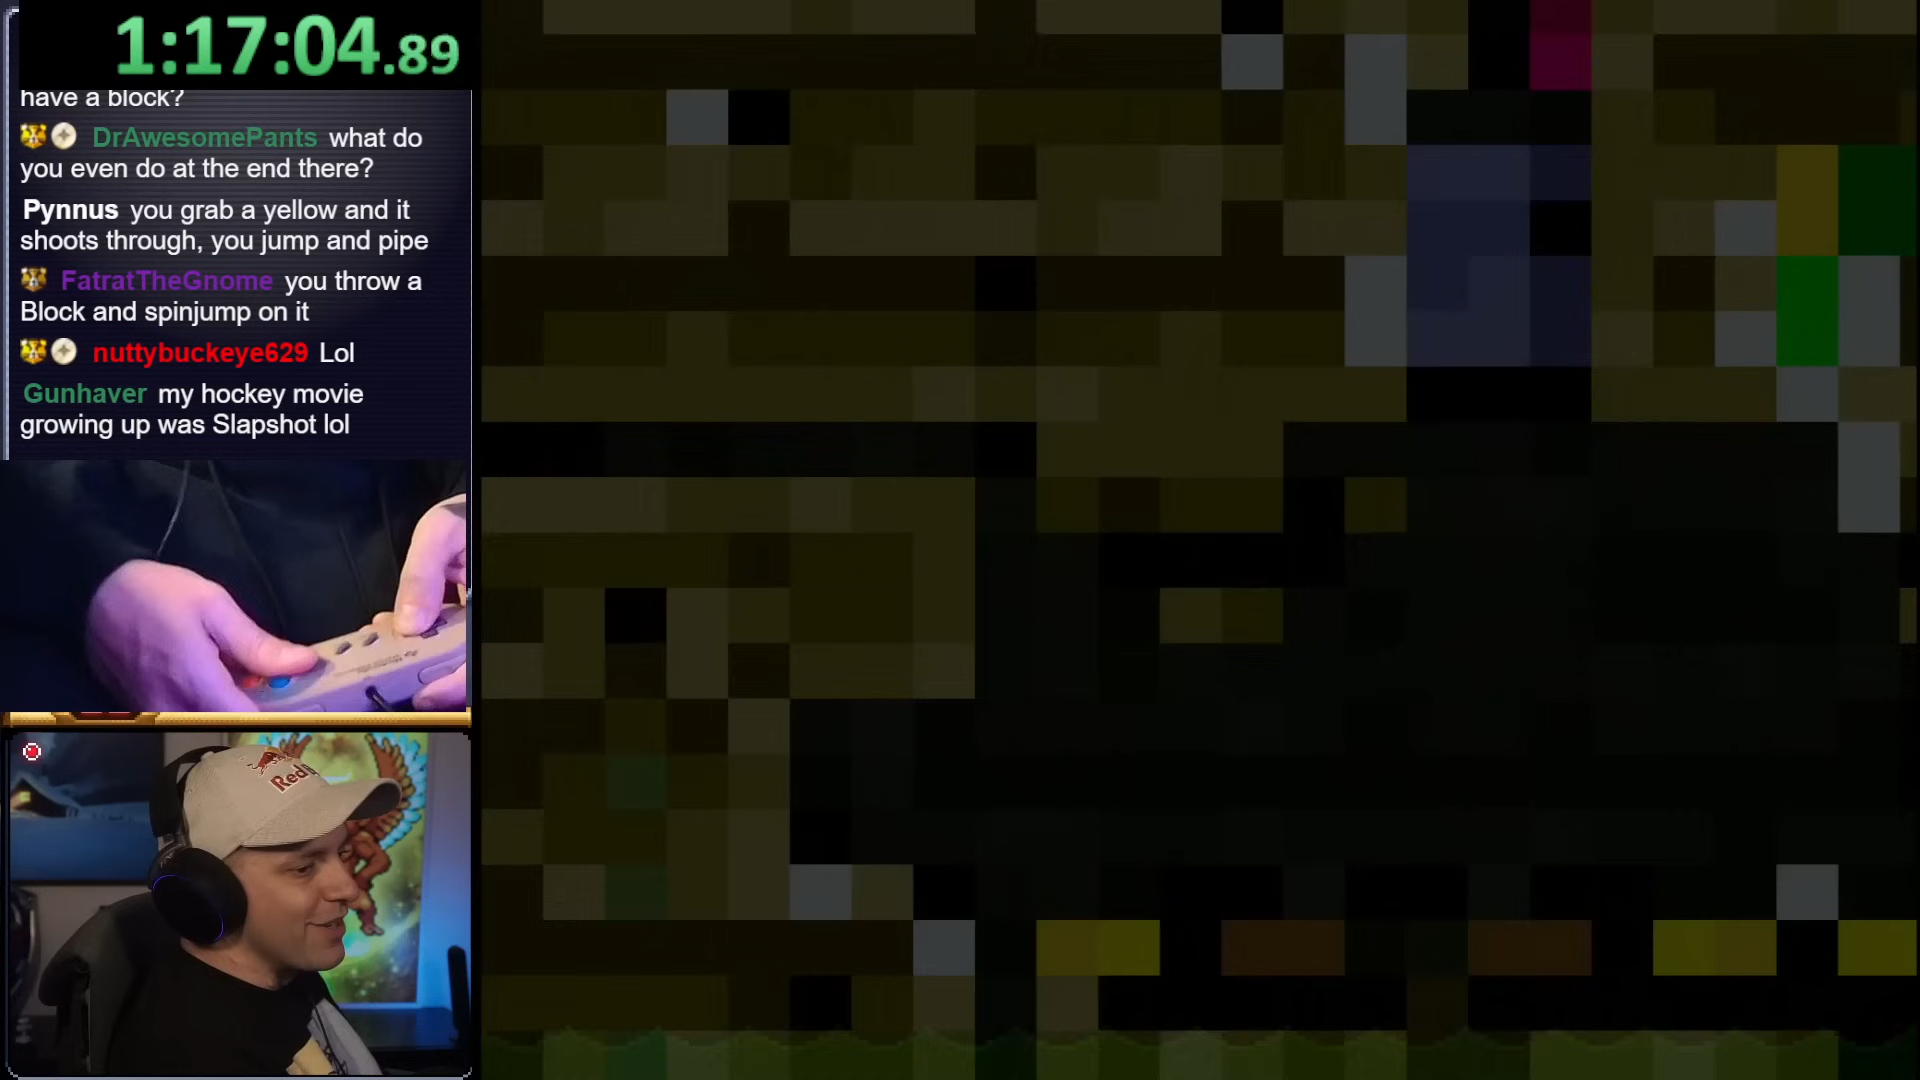 1:17:04.89
have a block?
DrAwesomePants what do
you even do at the end there?
Pynnus you grab a yellow and it
shoots through, you jump and pipe
FatratTheGnome you throw a
Block and spinjump on it
nuttybuckeye629 Lol
Gunhaver my hockey movie
growing up was Slapshot lol
Red